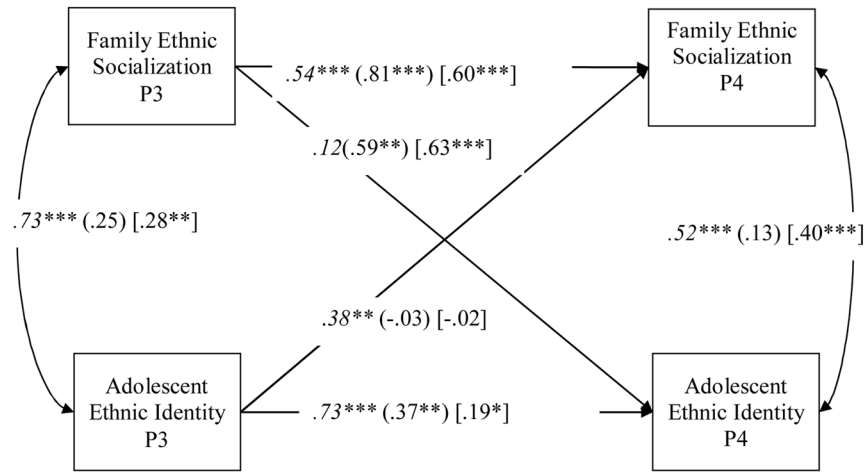 Family Ethnic
Socialization
P3
Family Ethnic
Socialization
P4
.54*** (.81***) [.60***]
.12(.59**) [.63***]
.73*** (.25) [.28**]
.52*** (.13) [.40***]
.38** (-.03) [-.02]
Adolescent
Ethnic Identity
P3
.73*** (.37**) [.19*]
Adolescent
Ethnic Identity
P4